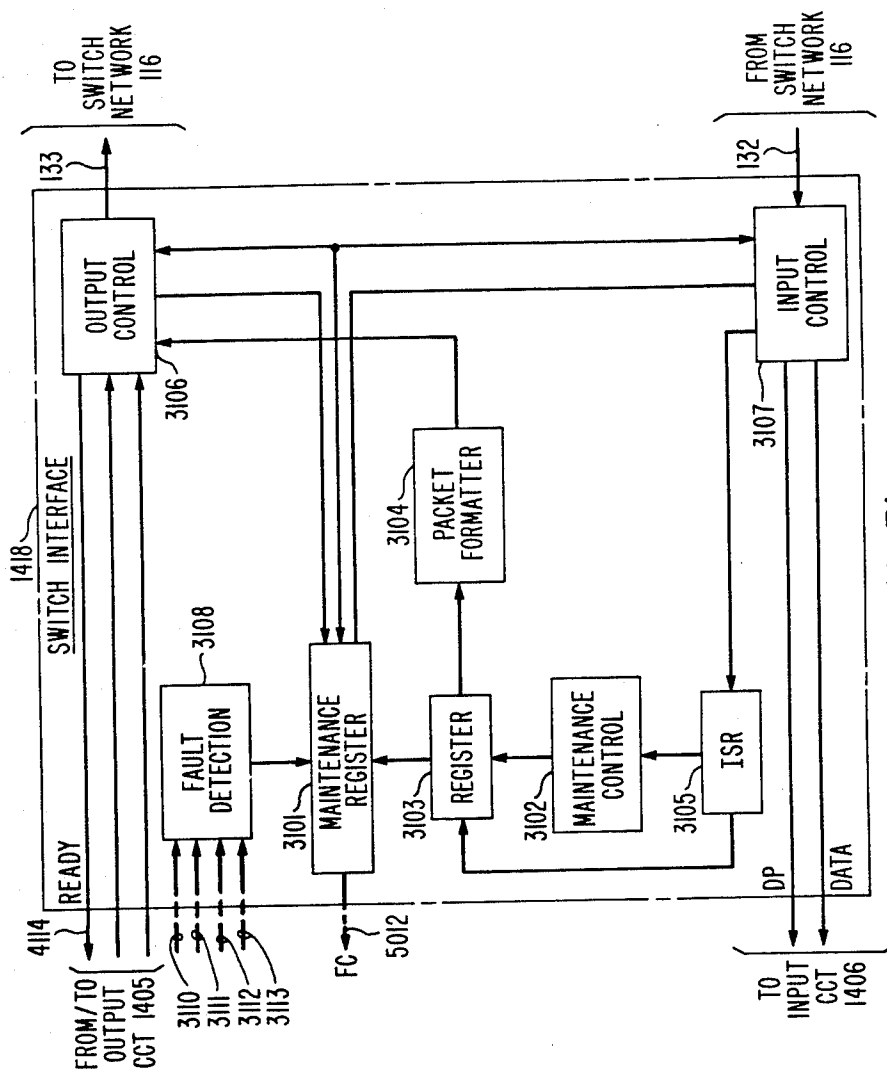 1418
SWITCH INTERFACE
FROM/TO
OUTPUT
CCT 1405
4114
READY
OUTPUT
CONTROL
3106
133
TO
SWITCH
NETWORK
116
3110
3111
3112
3113
FAULT
DETECTION
3108
FC
5012
MAINTENANCE
REGISTER
3101
REGISTER
3103
PACKET
FORMATTER
3104
MAINTENANCE
CONTROL
3102
ISR
3105
INPUT
CONTROL
3107
132
FROM
SWITCH
NETWORK
116
TO
INPUT
CCT
1406
DP
DATA